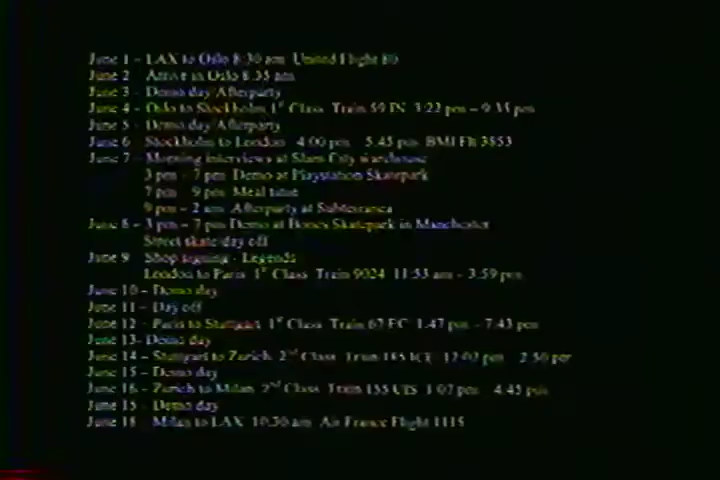 June 1 - LAX to Oslo 8:30 am United Flight 80
June 2 Arrive in Oslo 8:35 am
June 3 - Demo day/Afterparty
June 4 - Oslo to Stockholm 1st Class Train 59 IN 3:22 pm - 9:35 pm
June 5 - Demo day/Afterparty
June 6 Stockholm to London 4:00 pm 5:45 pm BMI Flt 3853
June 7 - Morning interviews at Slam City warehouse
3 pm - 7 pm Demo at Playstation Skatepark
7 pm 9 pm Meal time
9 pm - 2 am Afterparty at Subterranea
June 8 - 3 pm - 7 pm Demo at Bones Skatepark in Manchester
Street skate/day off
June 9 Shop signing - Legends
London to Paris 1st Class Train 9024 11:53 am - 3:59 pm
June 10 - Demo day
June 11 - Day off
June 12 - Paris to Stuttgart 1st Class Train 67 EC 1:47 pm - 7:43 pm
June 13- Demo day
June 14 - Stuttgart to Zurich 2nd Class Train 185 ICE 12:02 pm 2:50 pm
June 15 - Demo day
June 16 - Zurich to Milan 2nd Class Train 155 CIS 1:07 pm 4:45 pm
June 15 - Demo day
June 18 Milan to LAX 10:30 am Air France Flight 1115